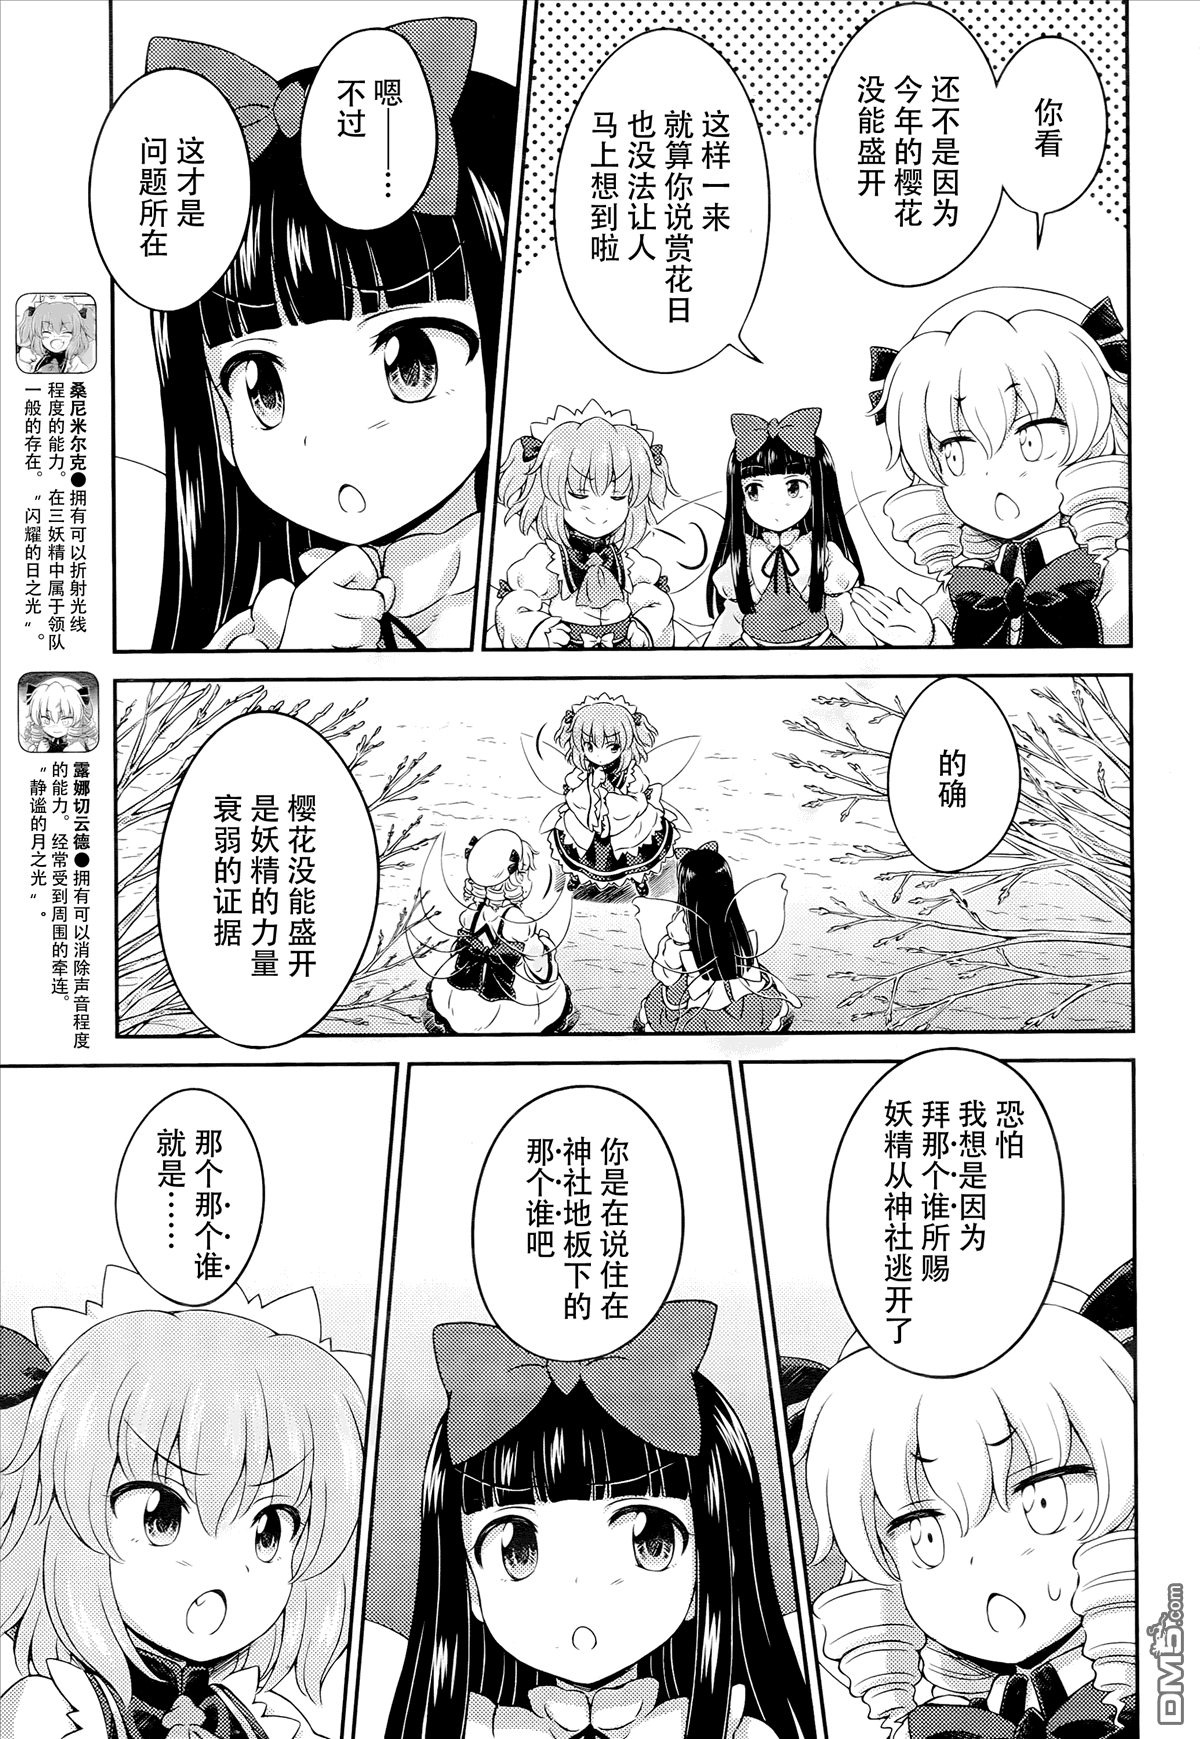 你看
还不是因为
今年的樱花
没能盛开
这样一来
就算你说赏花日
也没法让人
马上想到啦
嗯——……
不过
这才是
问题所在
桑尼米尔克●拥有可以折射光线
程度的能力。在三妖精中属于领队
一般的存在。“闪耀的日之光”。
的确
樱花没能盛开
是妖精的力量
衰弱的证据
露娜切云德●拥有可以消除声音程度
的能力。经常受到周围的牵连。
“静谧的月之光”。
恐怕
我想是因为
拜那个谁所赐
妖精从神社逃开了
你是在说住在
神社地板下的
那个谁吧
那个那个谁
就是……
DM5.com